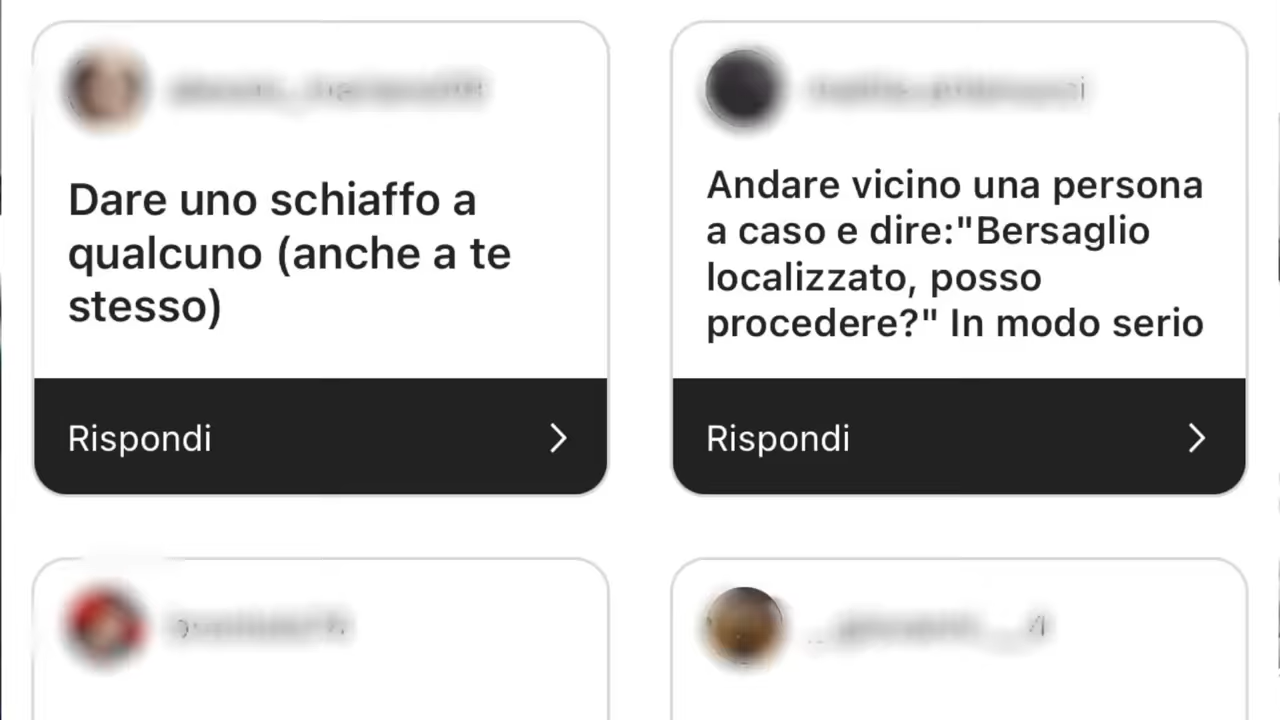 Dare uno schiaffo a
qualcuno (anche a te
stesso)
Rispondi
Andare vicino una persona
a caso e dire:"Bersaglio
localizzato, posso
procedere?" In modo serio
Rispondi